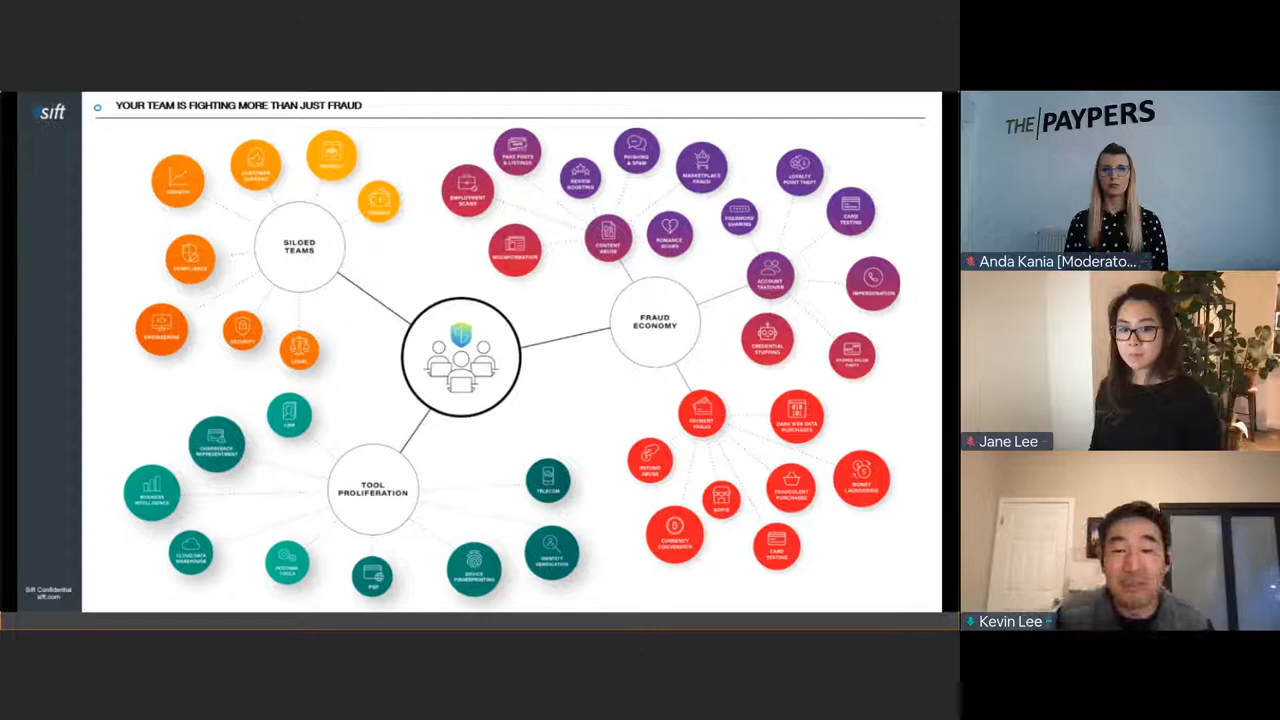 sift
YOUR TEAM IS FIGHTING MORE THAN JUST FRAUD
THE|PAYPERS
GROWTH
CUSTOMER
SUPPORT
FINANCE
COMPLIANCE
ENGINEERING
SECURITY
LEGAL
SILOED
TEAMS
FAKE POSTS
& LISTINGS
EMPLOYMENT
SCAMS
REVIEW
BOOSTING
PHISHING
& SPAM
MARKETPLACE
FRAUD
MISINFORMATION
CONTENT
ABUSE
ROMANCE
SCAMS
LOYALTY
POINT THEFT
PASSWORD
SHARING
CARD
TESTING
ACCOUNT
TAKEOVER
IMPERSONATION
CREDENTIAL
STUFFING
STORED VALUE
THEFT
FRAUD
ECONOMY
PAYMENT
FRAUD
DARK WEB DATA
PURCHASES
REFUND
ABUSE
BOPIS
FRAUDULENT
PURCHASES
MONEY
LAUNDERING
CURRENCY
CONVERSION
CARD
TESTING
CRM
CHARGEBACK
REPRESENTMENT
BUSINESS
INTELLIGENCE
CLOUD DATA
WAREHOUSE
INTERNAL
TOOLS
PSP
DEVICE
FINGERPRINTING
IDENTITY
VERIFICATION
TELECOM
TOOL
PROLIFERATION
Sift Confidential
sift.com
Anda Kania [Moderato...
Jane Lee
Kevin Lee